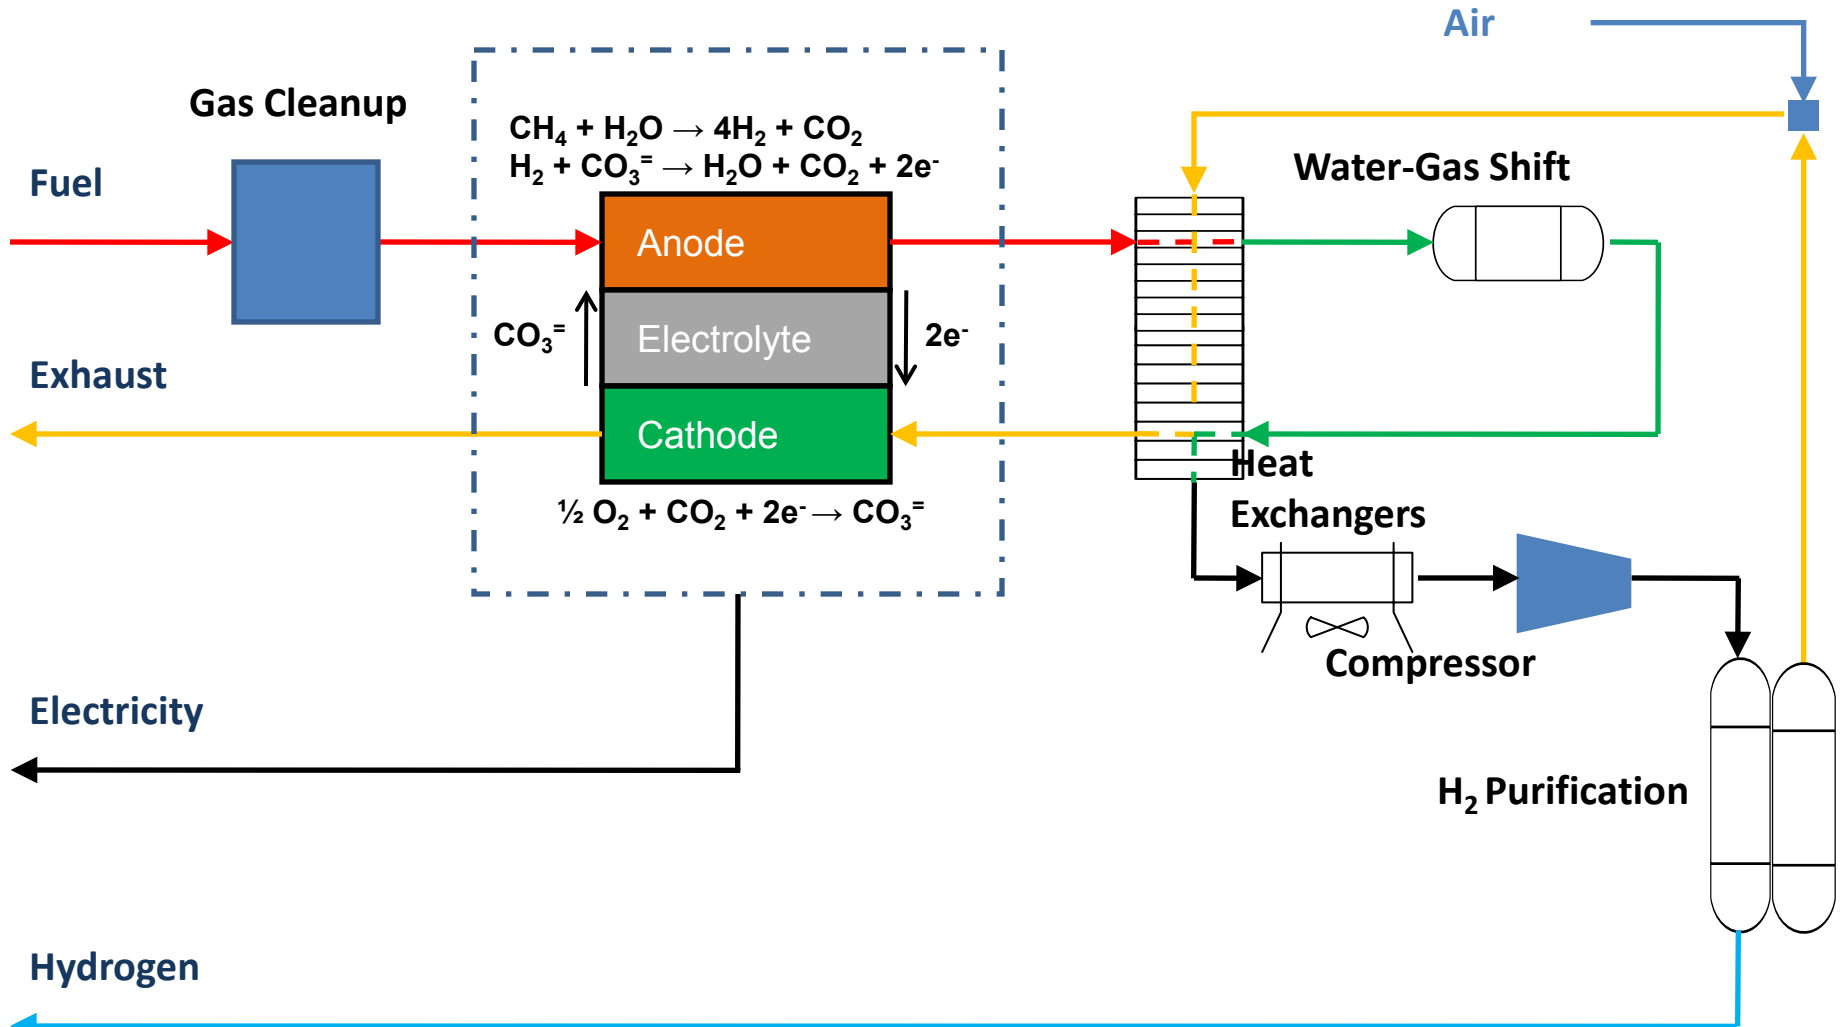 Air
Gas Cleanup
CH₄ + H₂O → 4H₂ + CO₂
H₂ + CO₃⁼ → H₂O + CO₂ + 2e⁻
Water-Gas Shift
Fuel
Anode
CO₃⁼
Electrolyte
2e⁻
Exhaust
Cathode
Heat
Exchangers
½ O₂ + CO₂ + 2e⁻ → CO₃⁼
Compressor
Electricity
H₂ Purification
Hydrogen